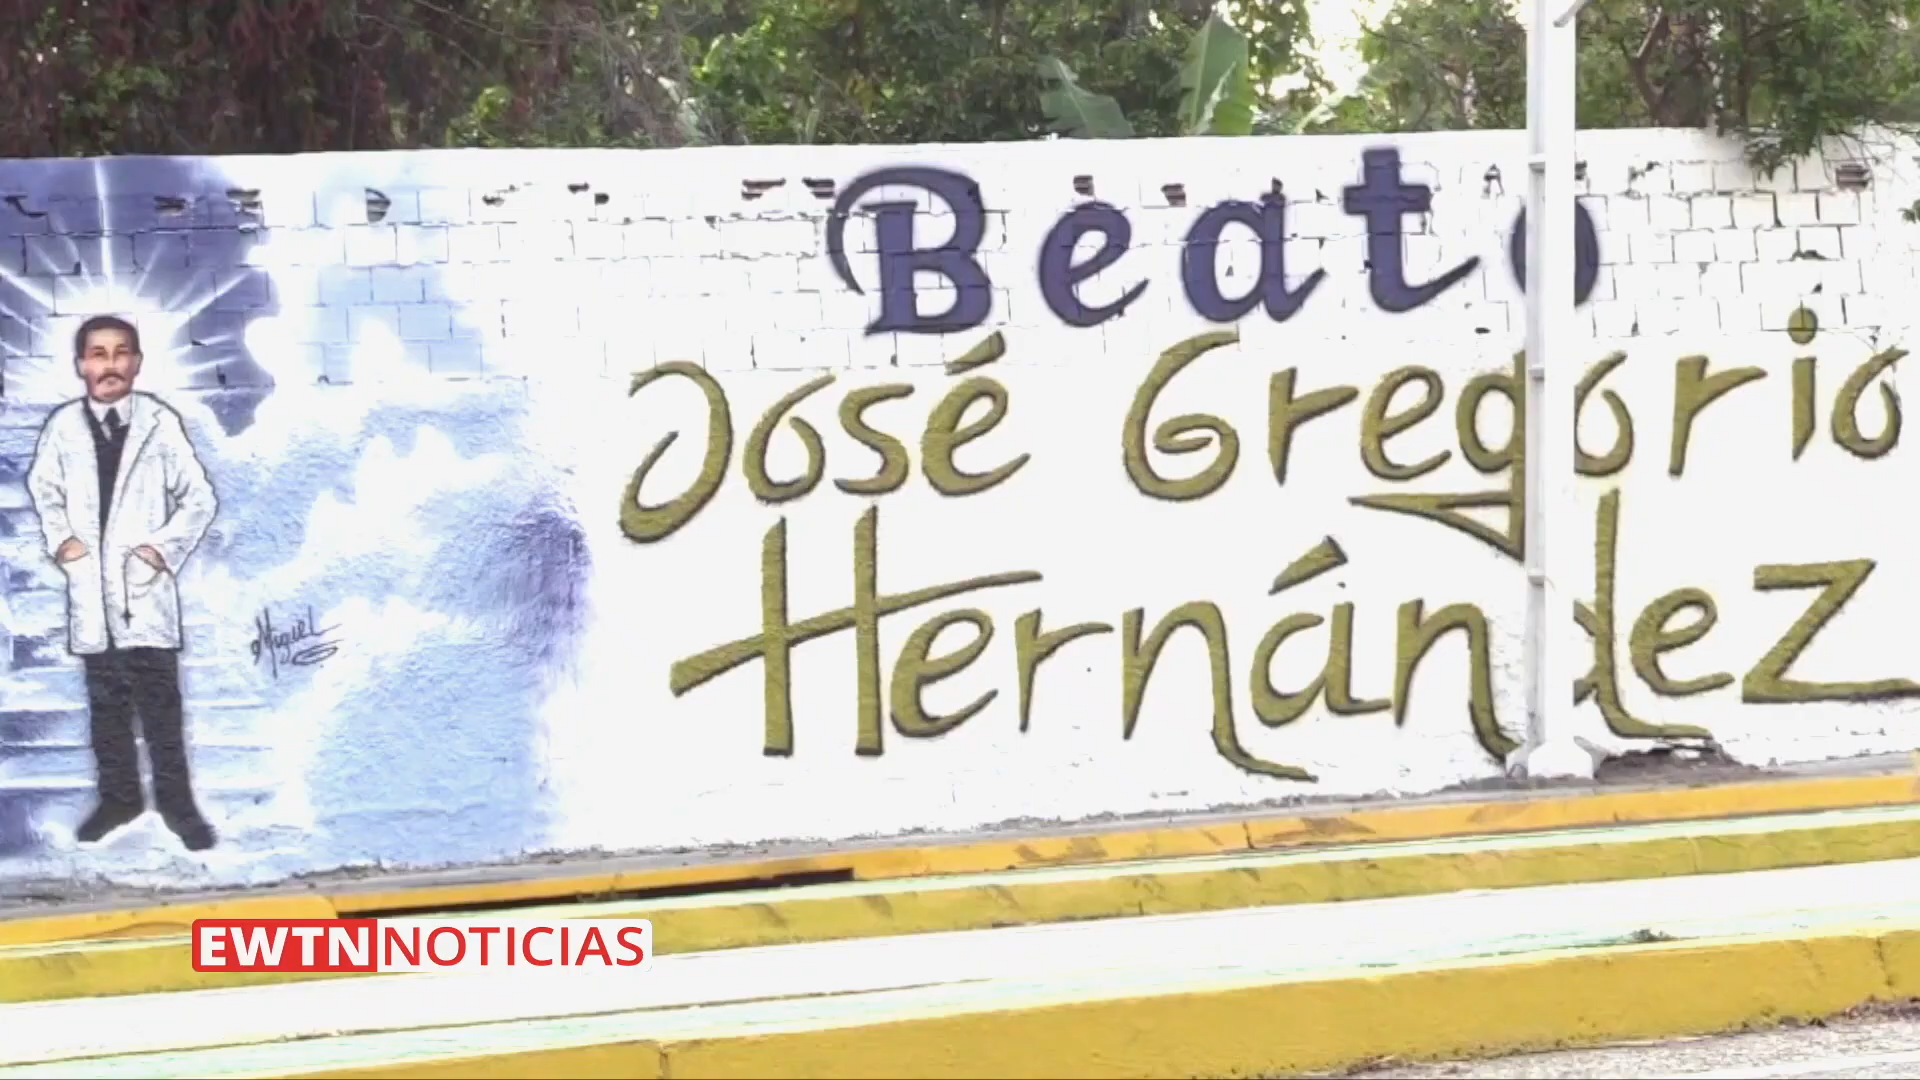 Beato
José Gregorio
Hernández
Miguel
EWTN NOTICIAS